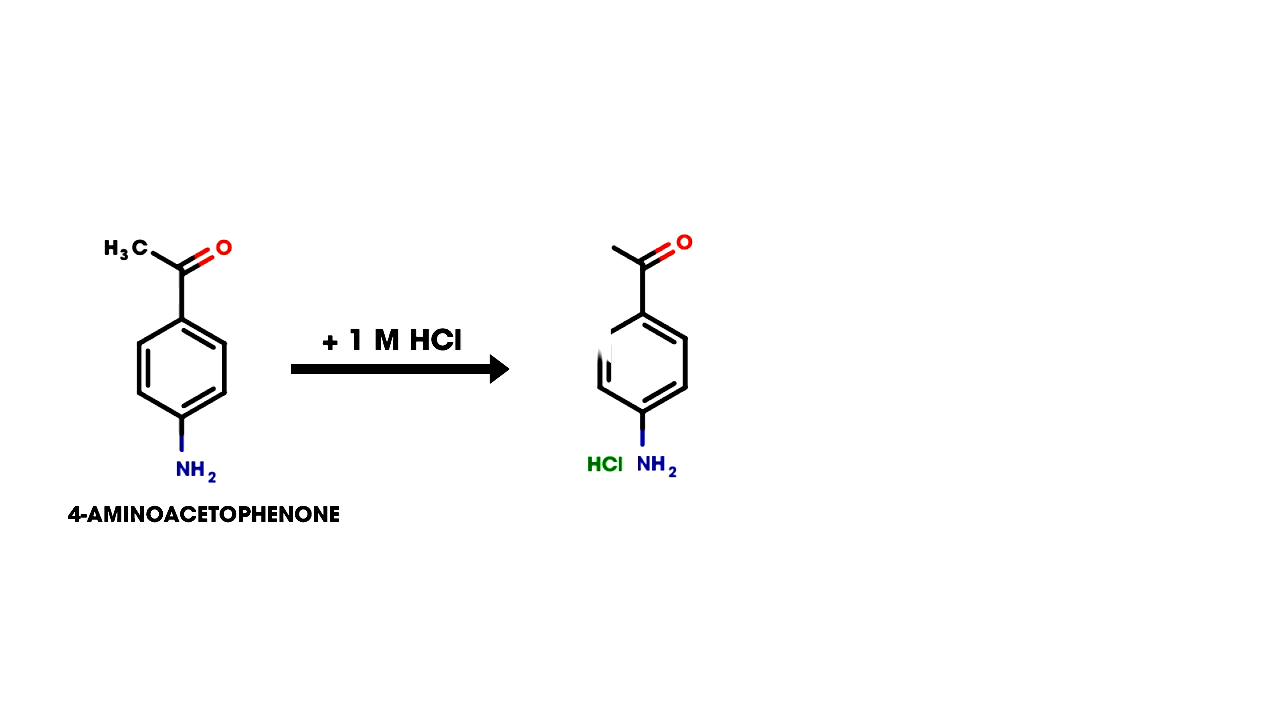 H3C O
O
+ 1 M HCl
NH2
HCl NH2
4-AMINOACETOPHENONE